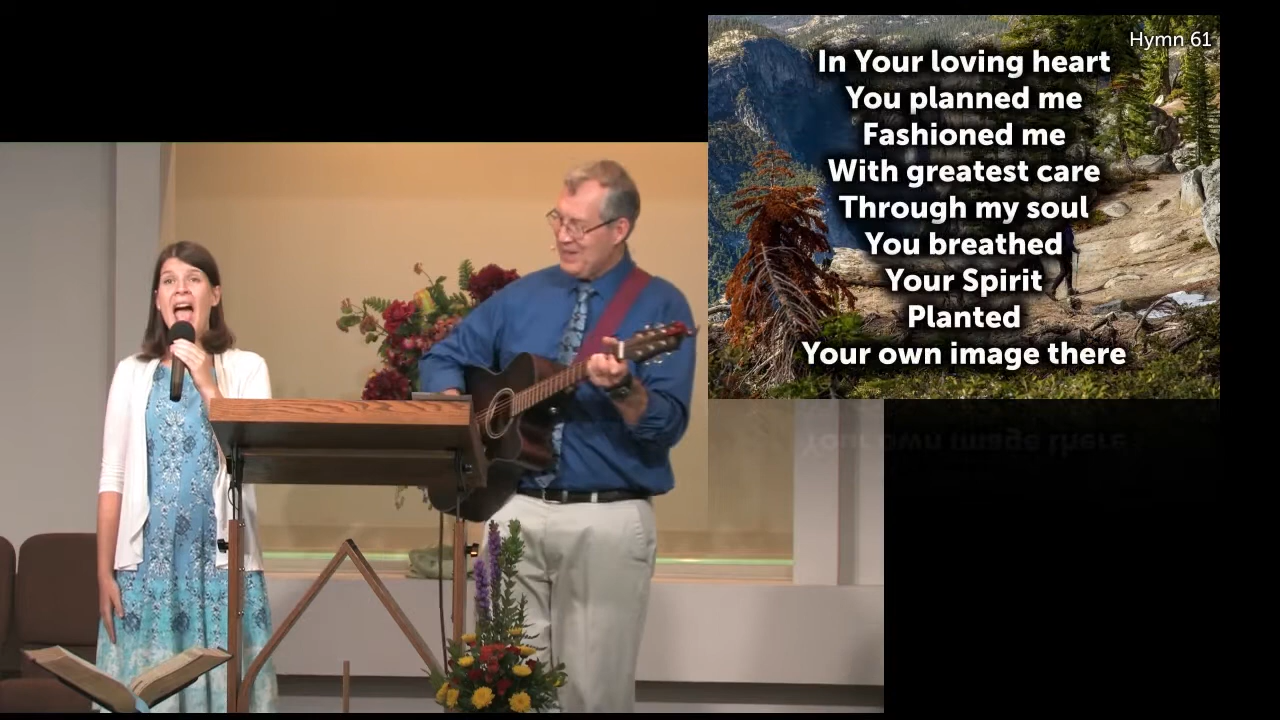 Hymn 61
In Your loving heart
You planned me
Fashioned me
With greatest care
Through my soul
You breathed
Your Spirit
Planted
Your own image there